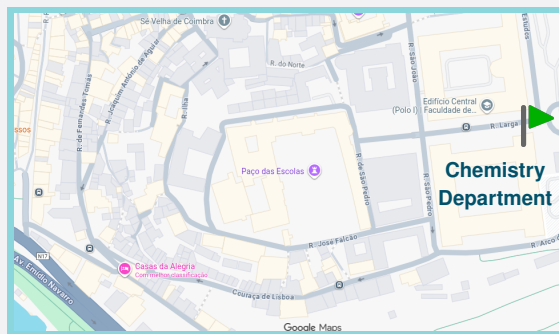 Sé Velha de Coimbra
Estudos
R. Joaquim António de Aguiar
R. do Norte
R. São João
R. de Fernandes Tomás
R. Ilha
Edifício Central
(Polo I) Faculdade de...
R. Larga
ssos
Paço das Escolas
R. de São Pedro
R. São Pedro
Chemistry
Department
R. José Falcão
R. Arco d
N17
Casas da Alegria
Com melhor classificação
Av. Emídio Navarro
Couraça de Lisboa
Google Maps